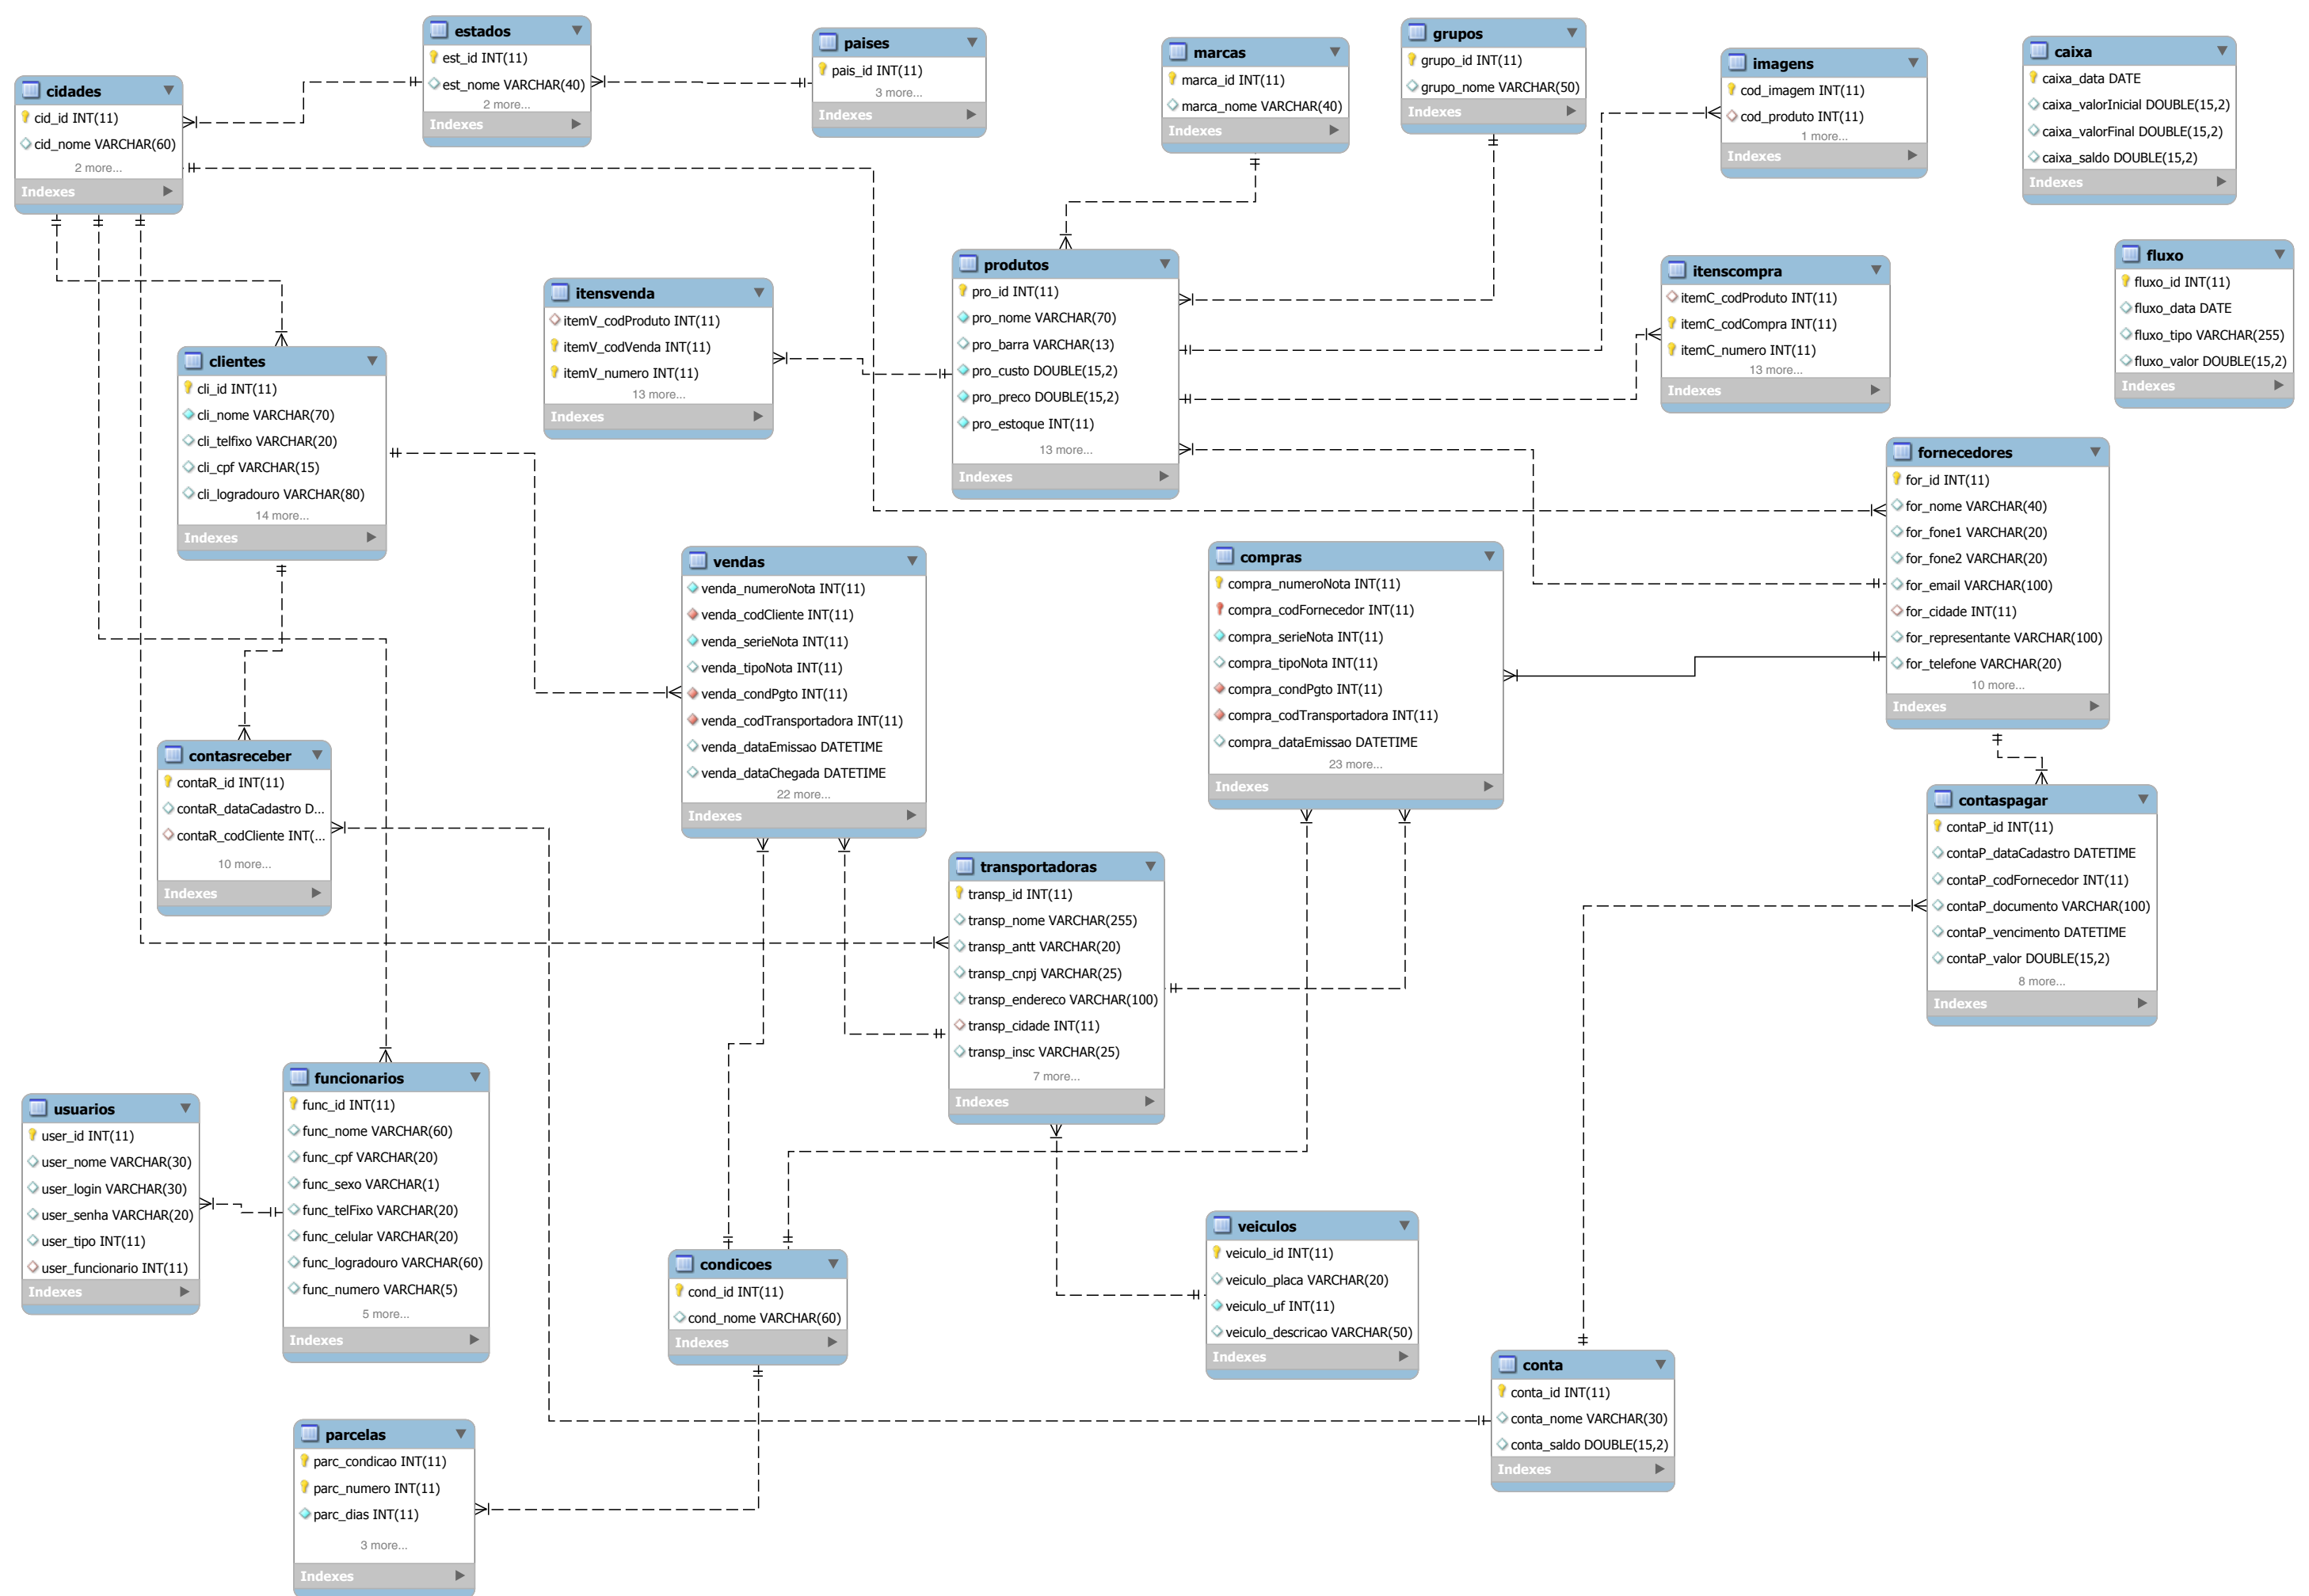 estados
est_id INT(11)
est_nome VARCHAR(40)
2 more...
Indexes
paises
pais_id INT(11)
3 more...
Indexes
marcas
marca_id INT(11)
marca_nome VARCHAR(40)
Indexes
grupos
grupo_id INT(11)
grupo_nome VARCHAR(50)
Indexes
imagens
cod_imagem INT(11)
cod_produto INT(11)
1 more...
Indexes
caixa
caixa_data DATE
caixa_valorInicial DOUBLE(15,2)
caixa_valorFinal DOUBLE(15,2)
caixa_saldo DOUBLE(15,2)
Indexes
cidades
cid_id INT(11)
cid_nome VARCHAR(60)
2 more...
Indexes
fluxo
fluxo_id INT(11)
fluxo_data DATE
fluxo_tipo VARCHAR(255)
fluxo_valor DOUBLE(15,2)
Indexes
produtos
pro_id INT(11)
pro_nome VARCHAR(70)
pro_barra VARCHAR(13)
pro_custo DOUBLE(15,2)
pro_preco DOUBLE(15,2)
pro_estoque INT(11)
13 more...
Indexes
itenscompra
itemC_codProduto INT(11)
itemC_codCompra INT(11)
itemC_numero INT(11)
13 more...
Indexes
itensvenda
itemV_codProduto INT(11)
itemV_codVenda INT(11)
itemV_numero INT(11)
13 more...
Indexes
clientes
cli_id INT(11)
cli_nome VARCHAR(70)
cli_telfixo VARCHAR(20)
cli_cpf VARCHAR(15)
cli_logradouro VARCHAR(80)
14 more...
Indexes
fornecedores
for_id INT(11)
for_nome VARCHAR(40)
for_fone1 VARCHAR(20)
for_fone2 VARCHAR(20)
for_email VARCHAR(100)
for_cidade INT(11)
for_representante VARCHAR(100)
for_telefone VARCHAR(20)
10 more...
Indexes
vendas
venda_numeroNota INT(11)
venda_codCliente INT(11)
venda_serieNota INT(11)
venda_tipoNota INT(11)
venda_condPgto INT(11)
venda_codTransportadora INT(11)
venda_dataEmissao DATETIME
venda_dataChegada DATETIME
22 more...
Indexes
compras
compra_numeroNota INT(11)
compra_codFornecedor INT(11)
compra_serieNota INT(11)
compra_tipoNota INT(11)
compra_condPgto INT(11)
compra_codTransportadora INT(11)
compra_dataEmissao DATETIME
23 more...
Indexes
contasreceber
contaR_id INT(11)
contaR_dataCadastro D...
contaR_codCliente INT(...
10 more...
Indexes
contaspagar
contaP_id INT(11)
contaP_dataCadastro DATETIME
contaP_codFornecedor INT(11)
contaP_documento VARCHAR(100)
contaP_vencimento DATETIME
contaP_valor DOUBLE(15,2)
8 more...
Indexes
transportadoras
transp_id INT(11)
transp_nome VARCHAR(255)
transp_antt VARCHAR(20)
transp_cnpj VARCHAR(25)
transp_endereco VARCHAR(100)
transp_cidade INT(11)
transp_insc VARCHAR(25)
7 more...
Indexes
funcionarios
func_id INT(11)
func_nome VARCHAR(60)
func_cpf VARCHAR(20)
func_sexo VARCHAR(1)
func_telFixo VARCHAR(20)
func_celular VARCHAR(20)
func_logradouro VARCHAR(60)
func_numero VARCHAR(5)
5 more...
Indexes
usuarios
user_id INT(11)
user_nome VARCHAR(30)
user_login VARCHAR(30)
user_senha VARCHAR(20)
user_tipo INT(11)
user_funcionario INT(11)
Indexes
veiculos
veiculo_id INT(11)
veiculo_placa VARCHAR(20)
veiculo_uf INT(11)
veiculo_descricao VARCHAR(50)
Indexes
condicoes
cond_id INT(11)
cond_nome VARCHAR(60)
Indexes
conta
conta_id INT(11)
conta_nome VARCHAR(30)
conta_saldo DOUBLE(15,2)
Indexes
parcelas
parc_condicao INT(11)
parc_numero INT(11)
parc_dias INT(11)
3 more...
Indexes